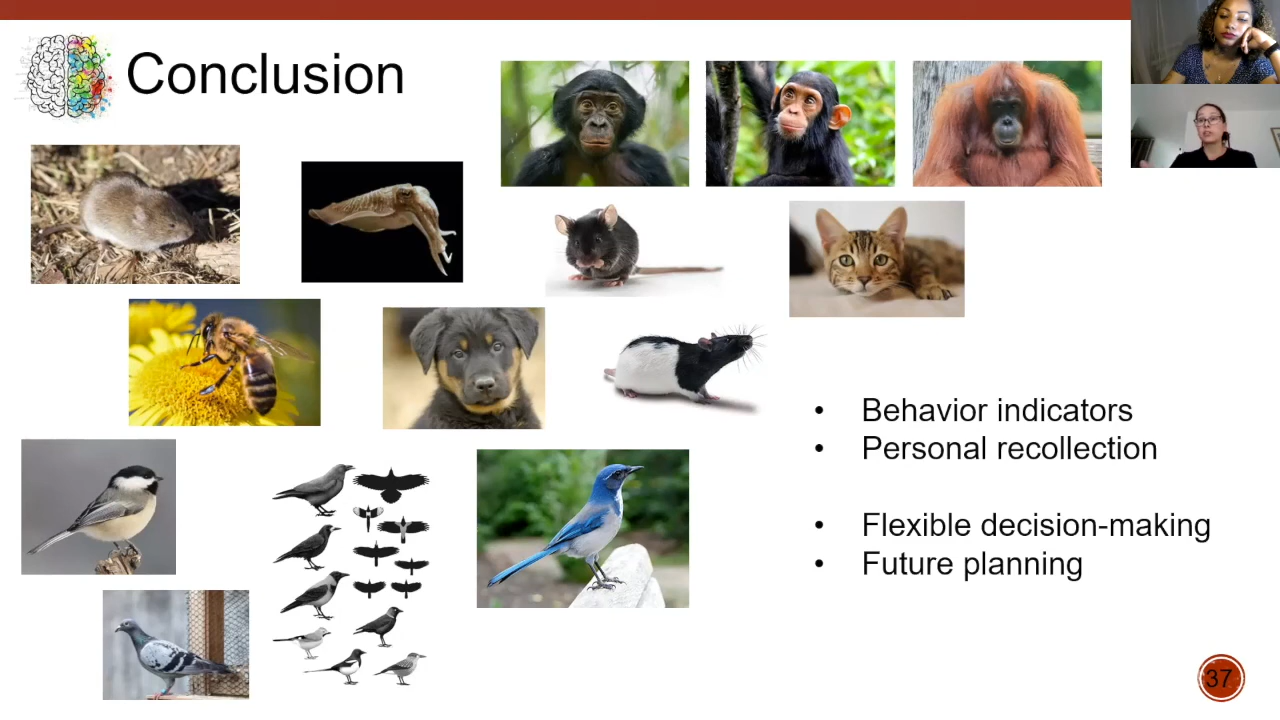 Conclusion
• Behavior indicators
• Personal recollection
• Flexible decision-making
• Future planning
37